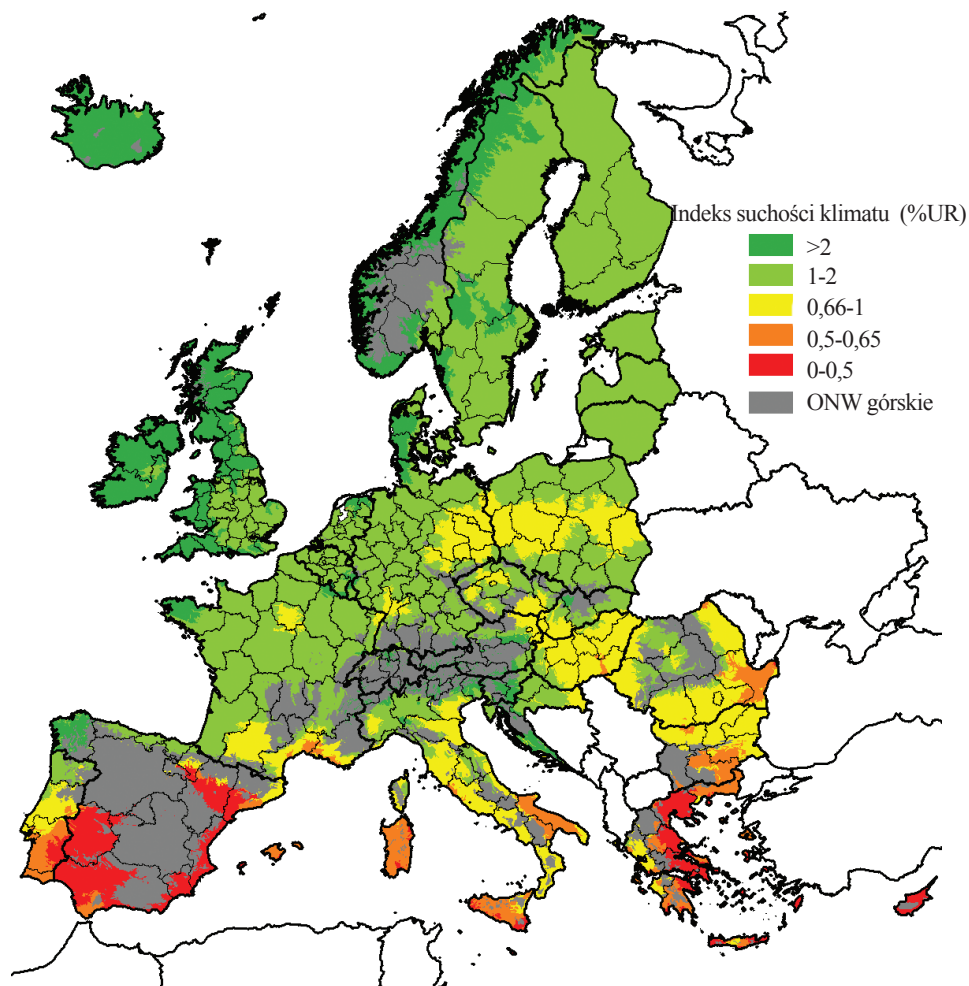 Indeks suchości klimatu (%UR)
>2
1-2
0,66-1
0,5-0,65
0-0,5
ONW górskie